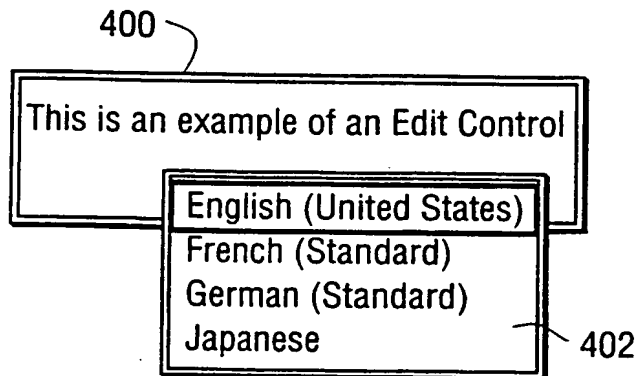 400
This is an example of an Edit Control
English (United States)
French (Standard)
German (Standard)
Japanese
402